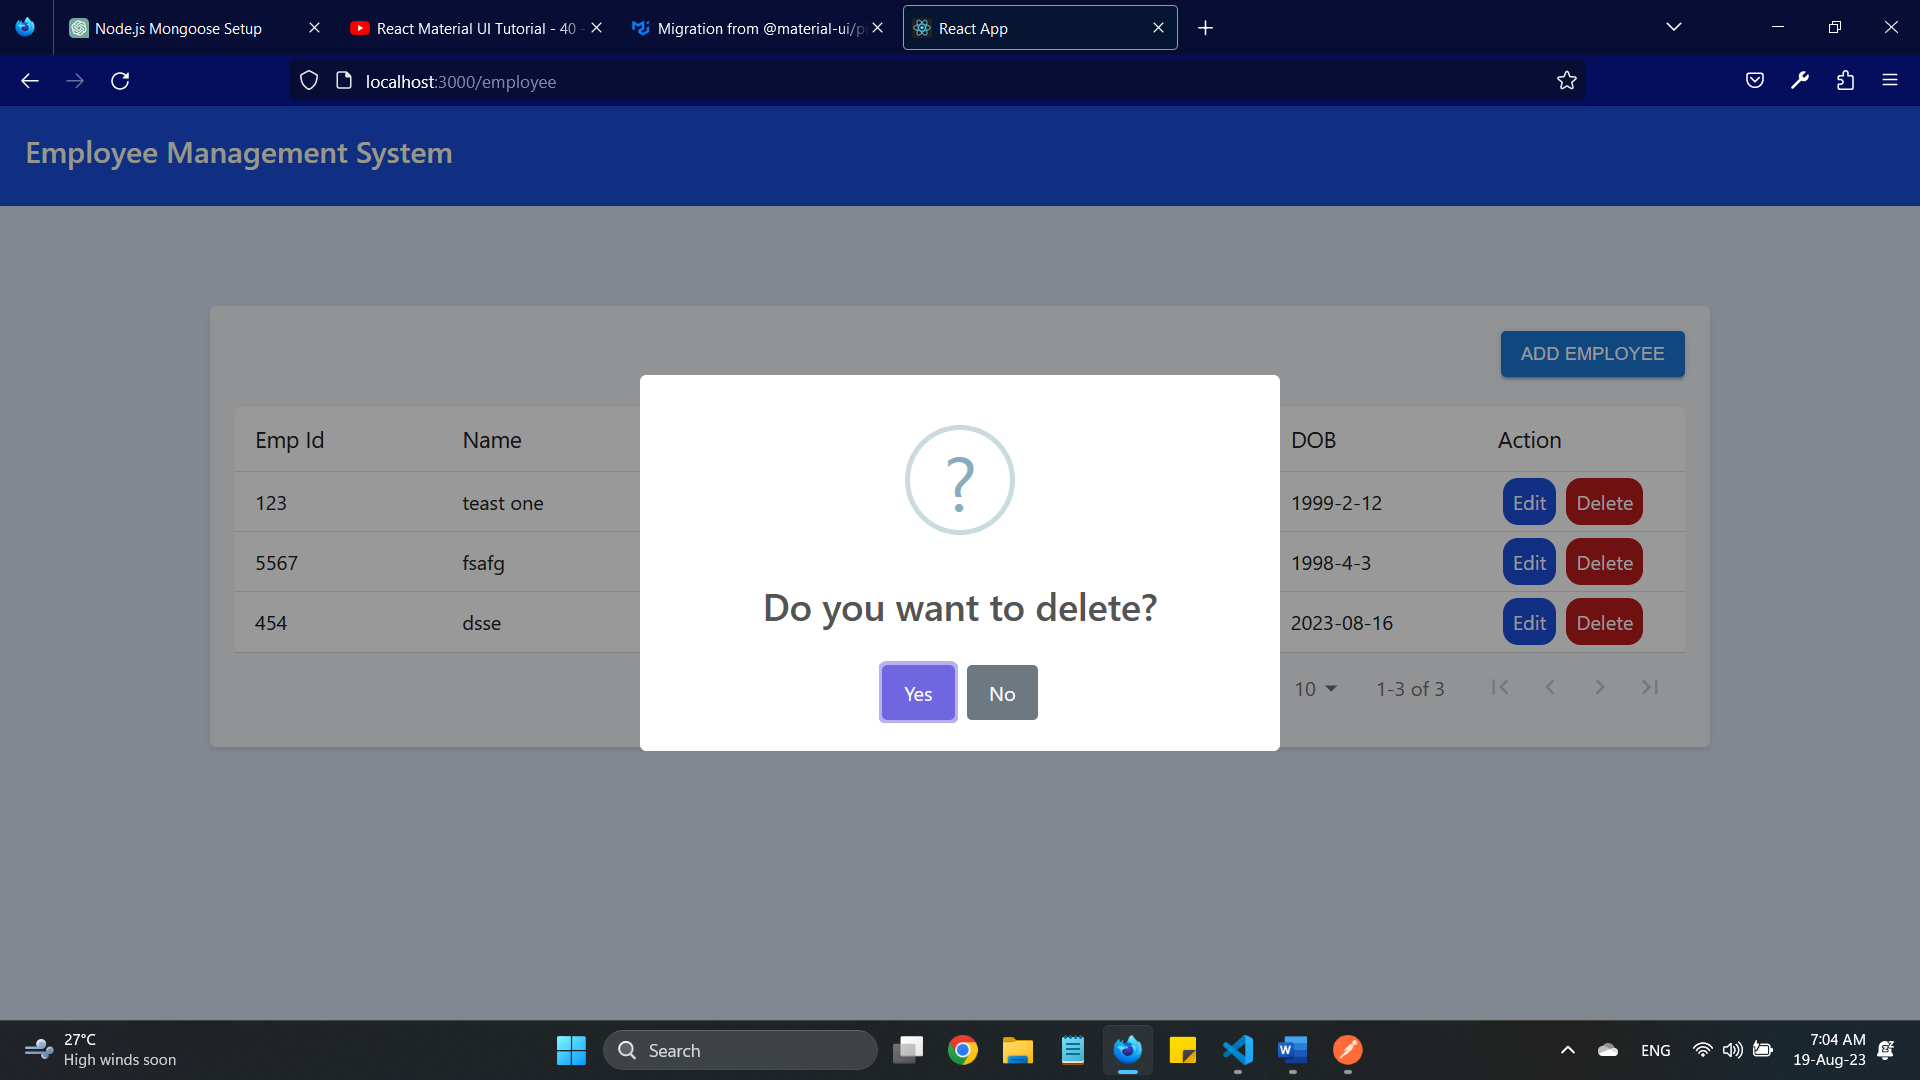 Node.js Mongoose Setup
React Material UI Tutorial - 40 -
Migration from @material-ui/pi
React App
localhost:3000/employee
Employee Management System
ADD EMPLOYEE
Emp Id Name DOB Action
123 teast one 1999-2-12 Edit Delete
5567 fsafg 1998-4-3 Edit Delete
454 dsse 2023-08-16 Edit Delete
10 1-3 of 3
?
Do you want to delete?
Yes No
27°C
High winds soon
Search
ENG
7:04 AM
19-Aug-23